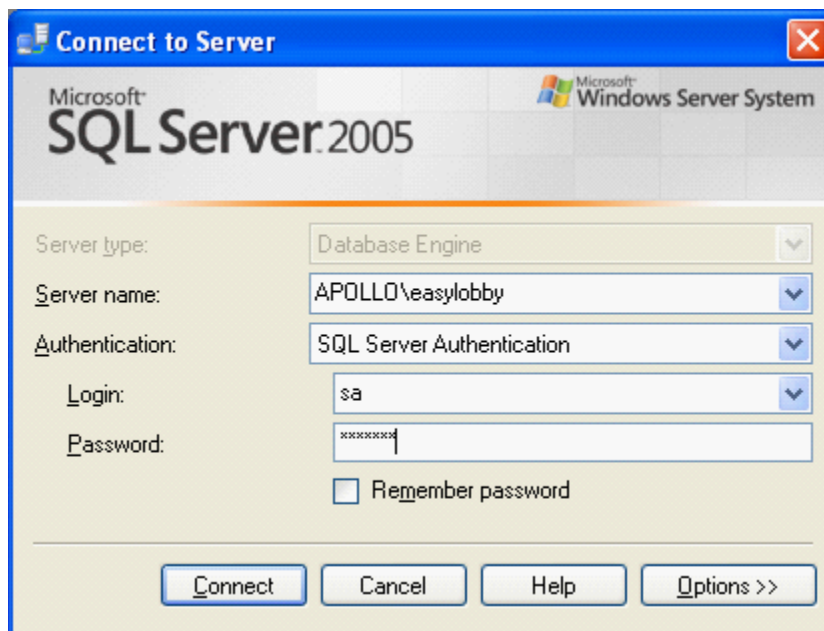 Connect to Server
Microsoft
SQL Server 2005
Microsoft
Windows Server System
Server type: Database Engine
Server name: APOLLO\easylobby
Authentication: SQL Server Authentication
Login: sa
Password: *******
Remember password
Connect Cancel Help Options >>